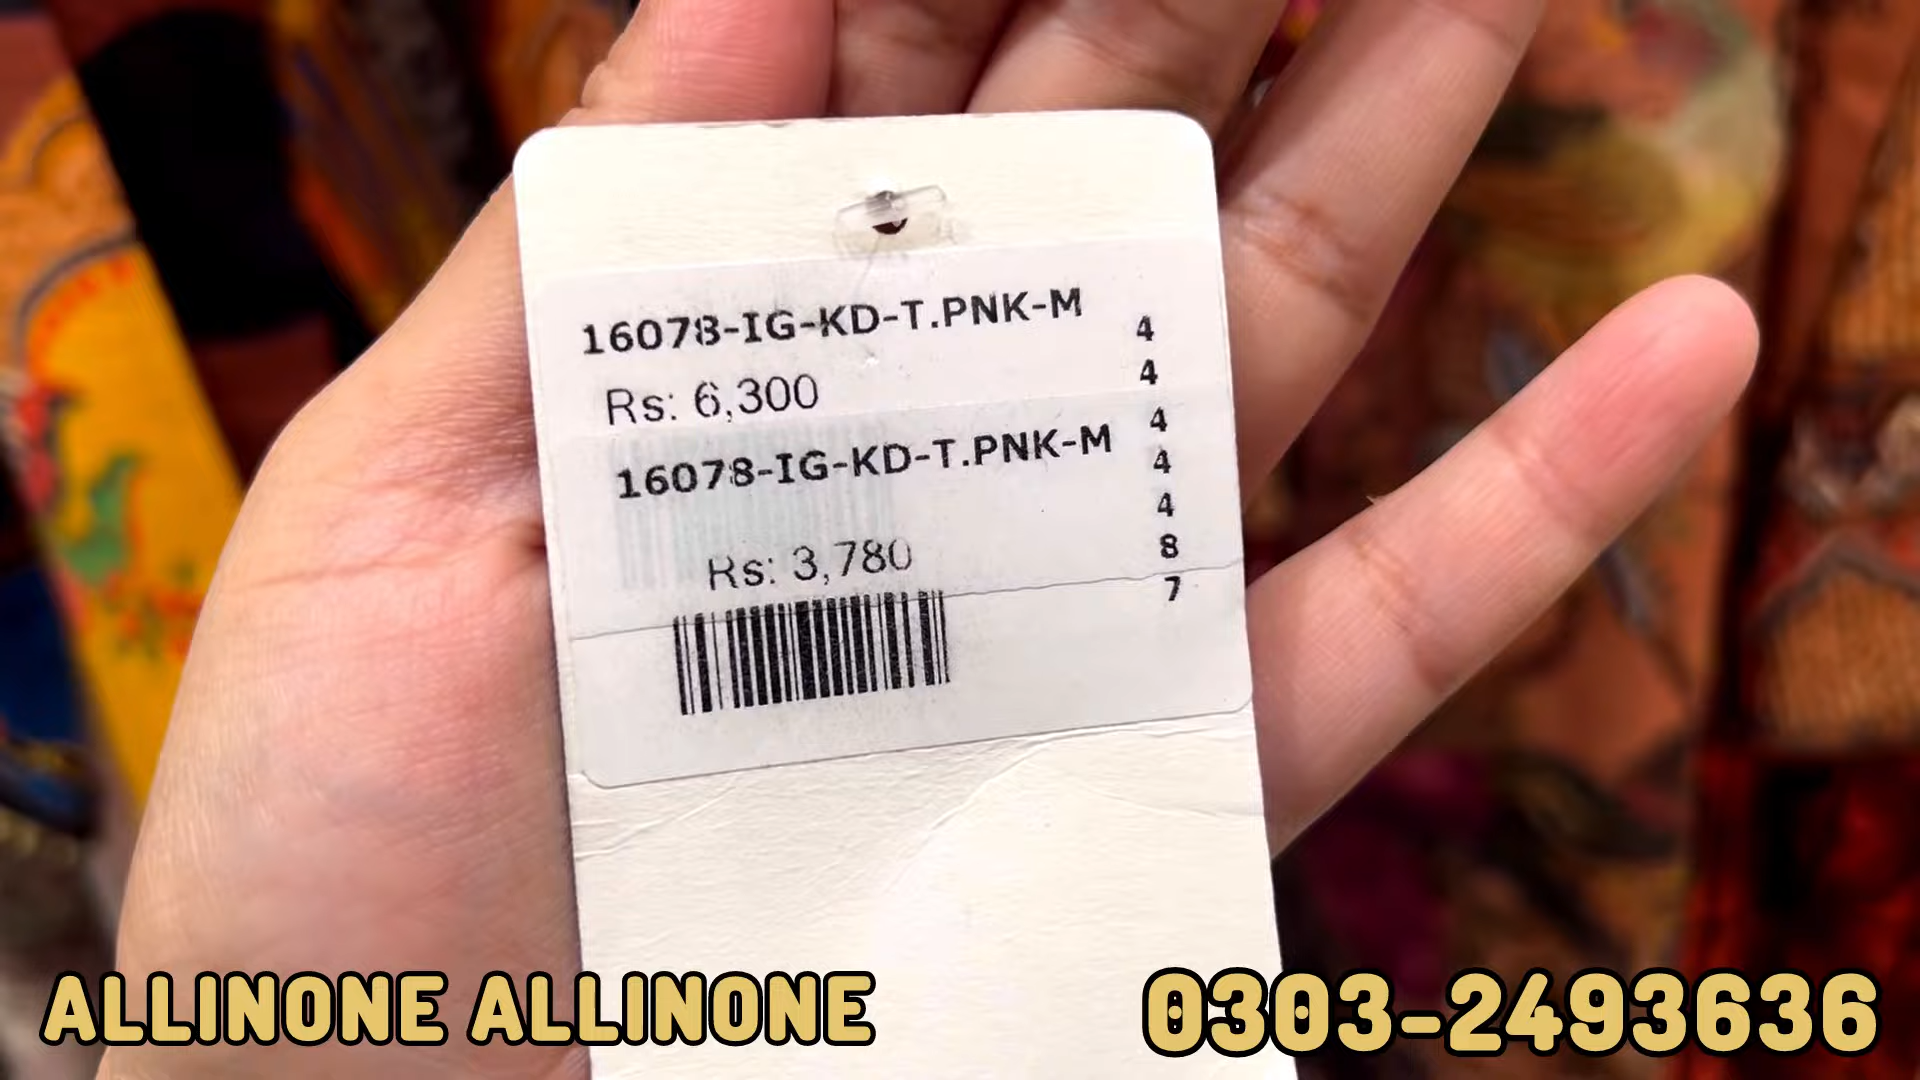 16078-IG-KD-T.PNK-M
Rs: 6,300
16078-IG-KD-T.PNK-M
Rs: 3,780
4
4
4
4
4
8
7
ALLINONE ALLINONE
0303-2493636